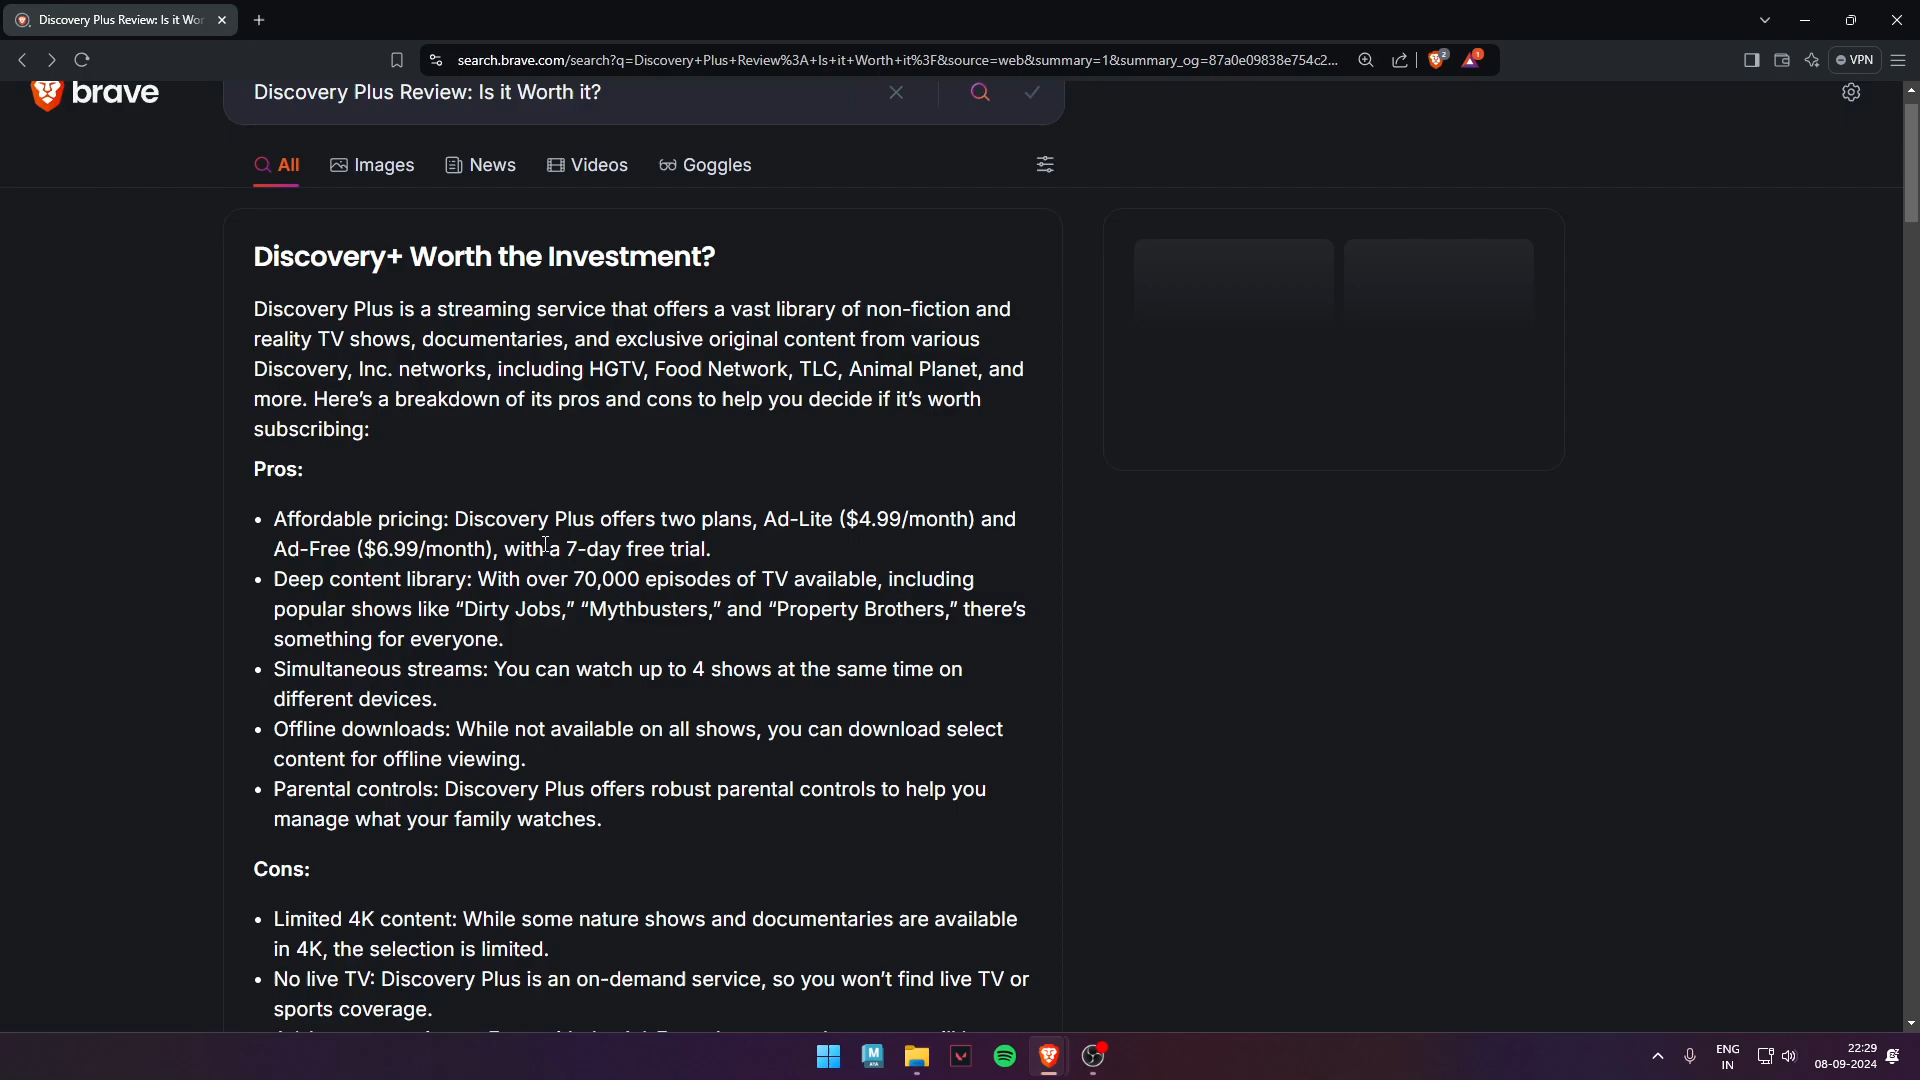 Discovery Plus Review: Is it Wor
search.brave.com/search?q=Discovery+Plus+Review%3A+Is+it+Worth+it%3F&source=web&summary=1&summary_og=87a0e09838e754c2...
2
1
VPN
brave
Discovery Plus Review: Is it Worth it?
All
Images
News
Videos
Goggles
Discovery+ Worth the Investment?
Discovery Plus is a streaming service that offers a vast library of non-fiction and
reality TV shows, documentaries, and exclusive original content from various
Discovery, Inc. networks, including HGTV, Food Network, TLC, Animal Planet, and
more. Here’s a breakdown of its pros and cons to help you decide if it’s worth
subscribing:
Pros:
• Affordable pricing: Discovery Plus offers two plans, Ad-Lite ($4.99/month) and
Ad-Free ($6.99/month), with a 7-day free trial.
• Deep content library: With over 70,000 episodes of TV available, including
popular shows like “Dirty Jobs,” “Mythbusters,” and “Property Brothers,” there’s
something for everyone.
• Simultaneous streams: You can watch up to 4 shows at the same time on
different devices.
• Offline downloads: While not available on all shows, you can download select
content for offline viewing.
• Parental controls: Discovery Plus offers robust parental controls to help you
manage what your family watches.
Cons:
• Limited 4K content: While some nature shows and documentaries are available
in 4K, the selection is limited.
• No live TV: Discovery Plus is an on-demand service, so you won’t find live TV or
sports coverage.
M
ENG
IN
22:29
08-09-2024